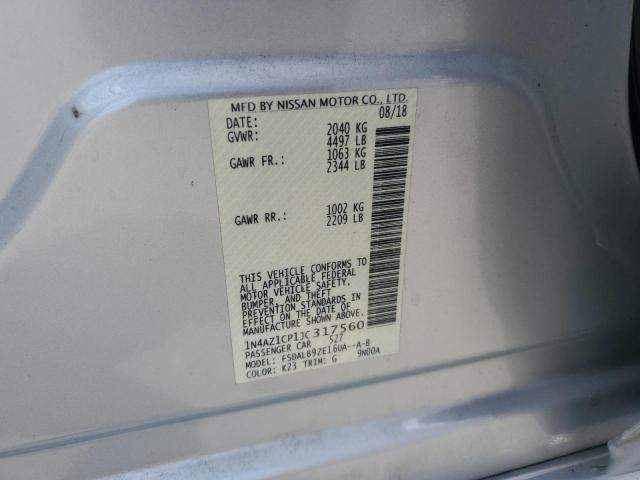 MFD BY NISSAN MOTOR CO., LTD.
DATE: 08/18
GVWR: 2040 KG
4497 LB
GAWR FR.: 1063 KG
2344 LB
GAWR RR.: 1002 KG
2209 LB
THIS VEHICLE CONFORMS TO
ALL APPLICABLE FEDERAL
MOTOR VEHICLE SAFETY,
BUMPER, AND THEFT
PREVENTION STANDARDS IN
EFFECT ON THE DATE OF
MANUFACTURE SHOWN ABOVE.
1N4AZ1CP1JC317560
PASSENGER CAR S27
MODEL: FSDALB9ZE16UA--A-B
COLOR: K23 TRIM: G 9N00A